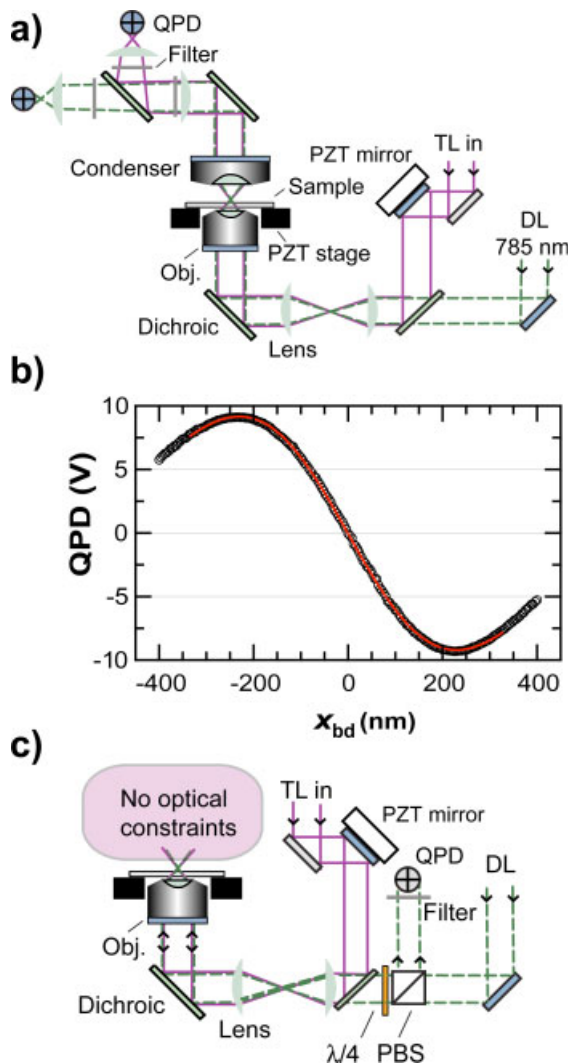 a)
QPD
Filter
Condenser
Sample
PZT mirror
TL in
DL
785 nm
PZT stage
Obj.
Dichroic
Lens
b)
QPD (V)
10
5
0
-5
-10
-400
-200
0
200
400
xbd (nm)
c)
No optical
constraints
TL in
PZT mirror
QPD
DL
Filter
Obj.
Dichroic
Lens
λ/4
PBS